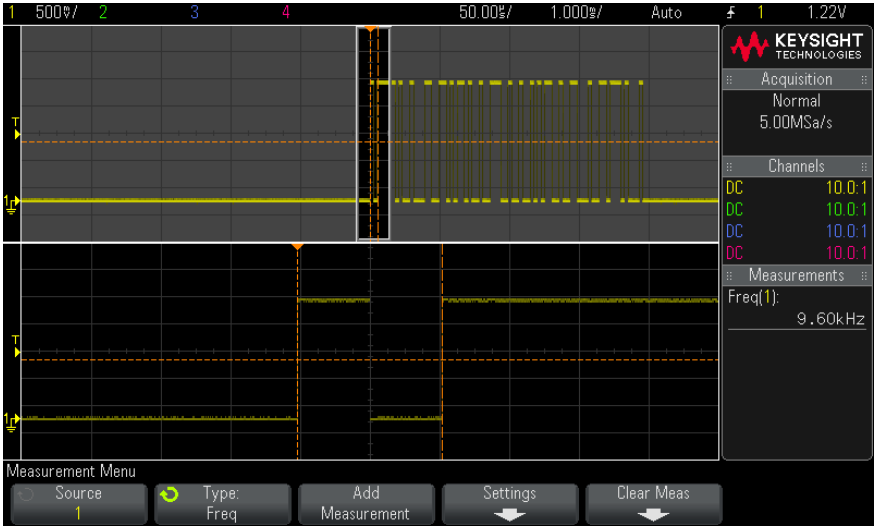 1 500mV/ 2 3 4 50.00µs/ 1.000ms/ Auto 1 1.22V
KEYSIGHT
TECHNOLOGIES
Acquisition
Normal
5.00MSa/s
Channels
DC 10.0:1
DC 10.0:1
DC 10.0:1
DC 10.0:1
Measurements
Freq(1):
9.60kHz
T
1
T
1
Measurement Menu
Source
1
Type:
Freq
Add
Measurement
Settings
Clear Meas